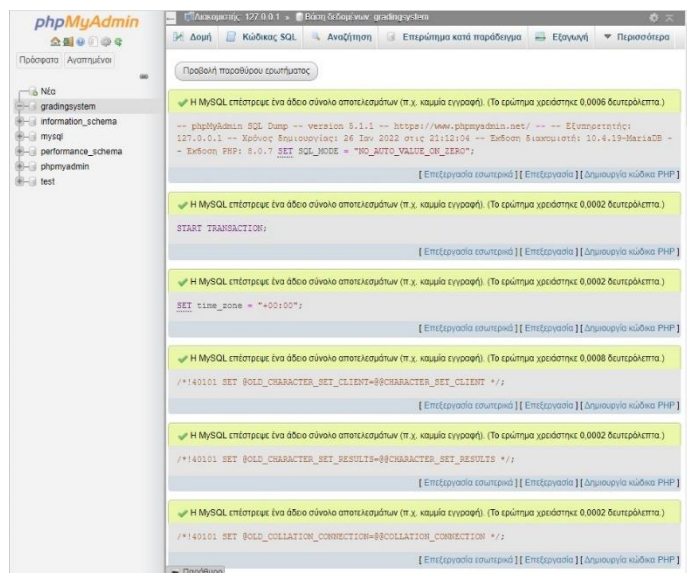 phpMyAdmin
Πρόσφατα Αγαπημένοι
Νέα
gradingsystem
information_schema
mysql
performance_schema
phpmyadmin
test
Διακομιστής: 127.0.0.1 » Βάση δεδομένων: gradingsystem
Δομή Κώδικας SQL Αναζήτηση Επερώτημα κατά παράδειγμα Εξαγωγή Περισσότερα
Προβολή παραθύρου ερωτήματος
Η MySQL επέστρεψε ένα άδειο σύνολο αποτελεσμάτων (π.χ. καμμία εγγραφή). (Το ερώτημα χρειάστηκε 0,0006 δευτερόλεπτα.)
-- phpMyAdmin SQL Dump -- version 5.1.1 -- https://www.phpmyadmin.net/ -- -- Εξυπηρετητής:
127.0.0.1 -- Χρόνος δημιουργίας: 26 Ιαν 2022 στις 21:12:04 -- Έκδοση διακομιστή: 10.4.19-MariaDB -
- Έκδοση PHP: 8.0.7 SET SQL_MODE = "NO_AUTO_VALUE_ON_ZERO";
[ Επεξεργασία εσωτερικά ] [ Επεξεργασία ] [ Δημιουργία κώδικα PHP ]
Η MySQL επέστρεψε ένα άδειο σύνολο αποτελεσμάτων (π.χ. καμμία εγγραφή). (Το ερώτημα χρειάστηκε 0,0002 δευτερόλεπτα.)
START TRANSACTION;
[ Επεξεργασία εσωτερικά ] [ Επεξεργασία ] [ Δημιουργία κώδικα PHP ]
Η MySQL επέστρεψε ένα άδειο σύνολο αποτελεσμάτων (π.χ. καμμία εγγραφή). (Το ερώτημα χρειάστηκε 0,0002 δευτερόλεπτα.)
SET time_zone = "+00:00";
[ Επεξεργασία εσωτερικά ] [ Επεξεργασία ] [ Δημιουργία κώδικα PHP ]
Η MySQL επέστρεψε ένα άδειο σύνολο αποτελεσμάτων (π.χ. καμμία εγγραφή). (Το ερώτημα χρειάστηκε 0,0008 δευτερόλεπτα.)
/*!40101 SET @OLD_CHARACTER_SET_CLIENT=@@CHARACTER_SET_CLIENT */;
[ Επεξεργασία εσωτερικά ] [ Επεξεργασία ] [ Δημιουργία κώδικα PHP ]
Η MySQL επέστρεψε ένα άδειο σύνολο αποτελεσμάτων (π.χ. καμμία εγγραφή). (Το ερώτημα χρειάστηκε 0,0002 δευτερόλεπτα.)
/*!40101 SET @OLD_CHARACTER_SET_RESULTS=@@CHARACTER_SET_RESULTS */;
[ Επεξεργασία εσωτερικά ] [ Επεξεργασία ] [ Δημιουργία κώδικα PHP ]
Η MySQL επέστρεψε ένα άδειο σύνολο αποτελεσμάτων (π.χ. καμμία εγγραφή). (Το ερώτημα χρειάστηκε 0,0002 δευτερόλεπτα.)
/*!40101 SET @OLD_COLLATION_CONNECTION=@@COLLATION_CONNECTION */;
[ Επεξεργασία εσωτερικά ] [ Επεξεργασία ] [ Δημιουργία κώδικα PHP ]